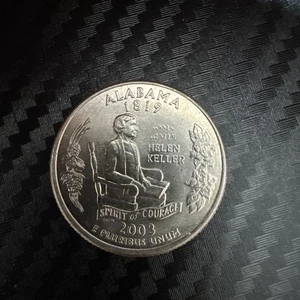 ALABAMA
1819
HELEN
KELLER
SPIRIT of COURAGE
2003
E PLURIBUS UNUM